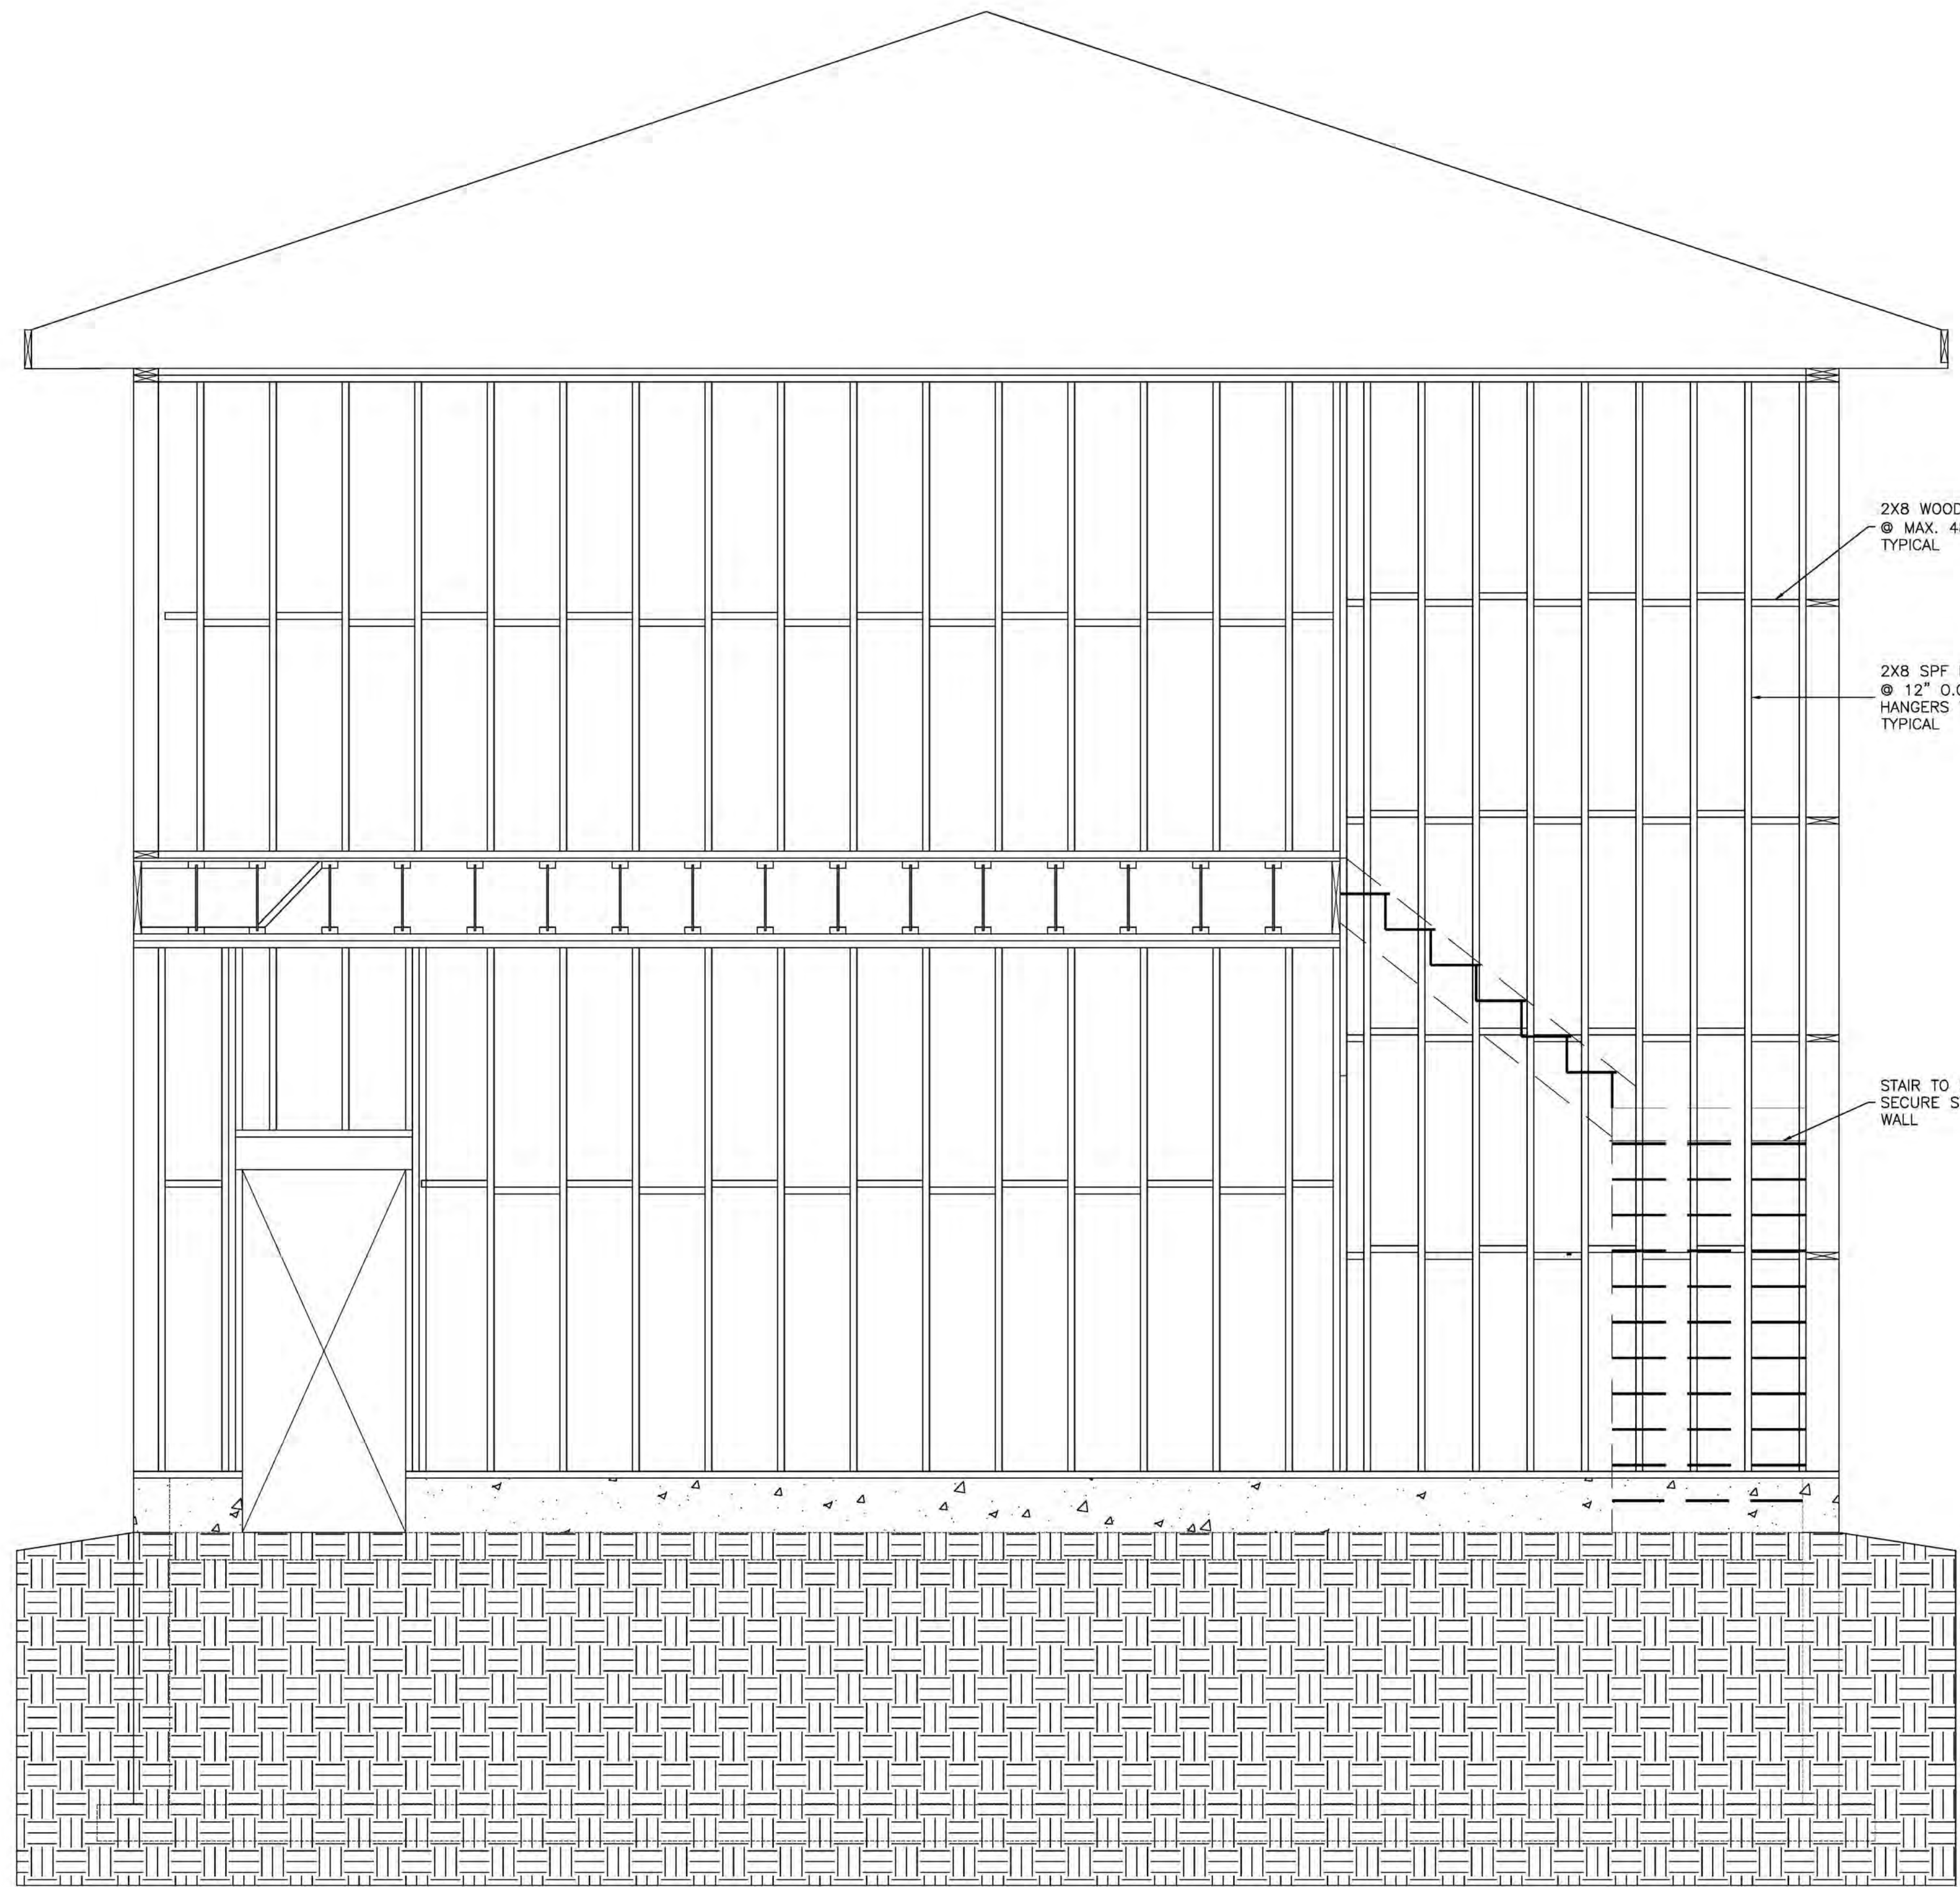 2X8 WOOD
@ MAX. 4
TYPICAL
2X8 SPF
@ 12" O.
HANGERS
TYPICAL
STAIR TO
SECURE S
WALL